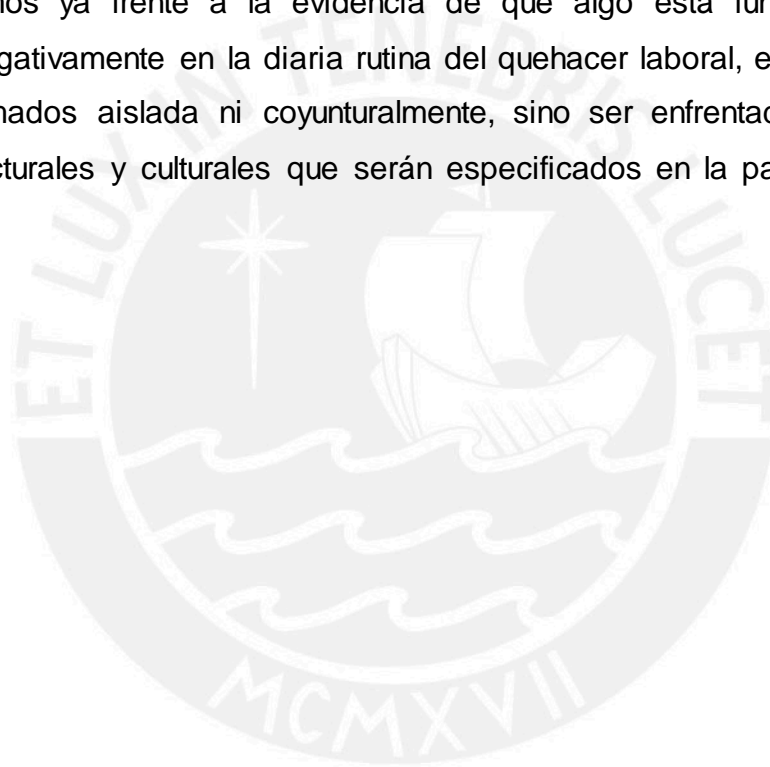 nos ya frente a la evidencia de que algo está fun
gativamente en la diaria rutina del quehacer laboral, e
nados aislada ni coyunturalmente, sino ser enfrentad
cturales y culturales que serán especificados en la pa
ET LUX IN TENEBRIS LUCET
MCMXVII